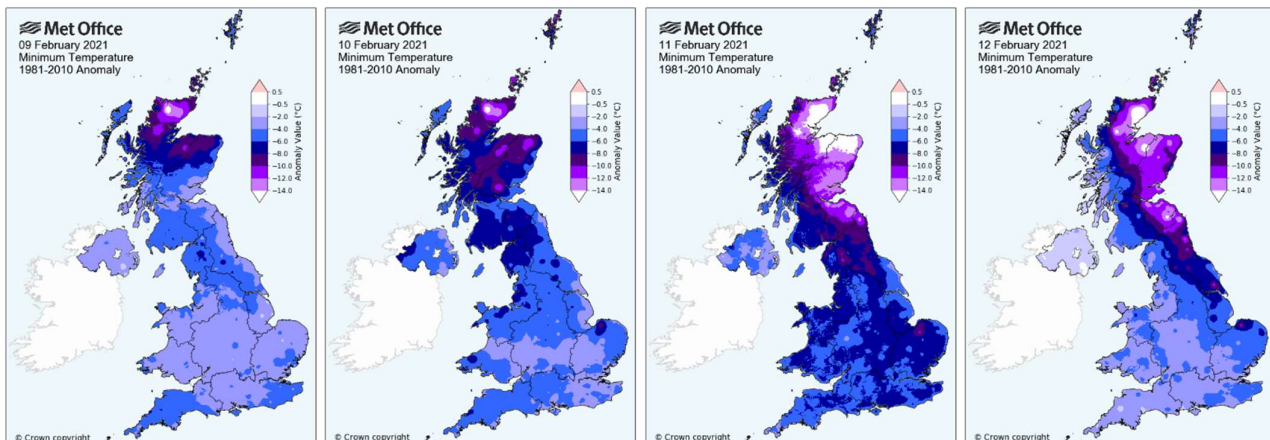 Met Office
09 February 2021
Minimum Temperature
1981-2010 Anomaly
0.5
-0.5
-2.0
-4.0
-6.0
-8.0
-10.0
-12.0
-14.0
Anomaly Value (°C)
© Crown copyright
Met Office
10 February 2021
Minimum Temperature
1981-2010 Anomaly
0.5
-0.5
-2.0
-4.0
-6.0
-8.0
-10.0
-12.0
-14.0
Anomaly Value (°C)
© Crown copyright
Met Office
11 February 2021
Minimum Temperature
1981-2010 Anomaly
0.5
-0.5
-2.0
-4.0
-6.0
-8.0
-10.0
-12.0
-14.0
Anomaly Value (°C)
© Crown copyright
Met Office
12 February 2021
Minimum Temperature
1981-2010 Anomaly
0.5
-0.5
-2.0
-4.0
-6.0
-8.0
-10.0
-12.0
-14.0
Anomaly Value (°C)
© Crown copyright